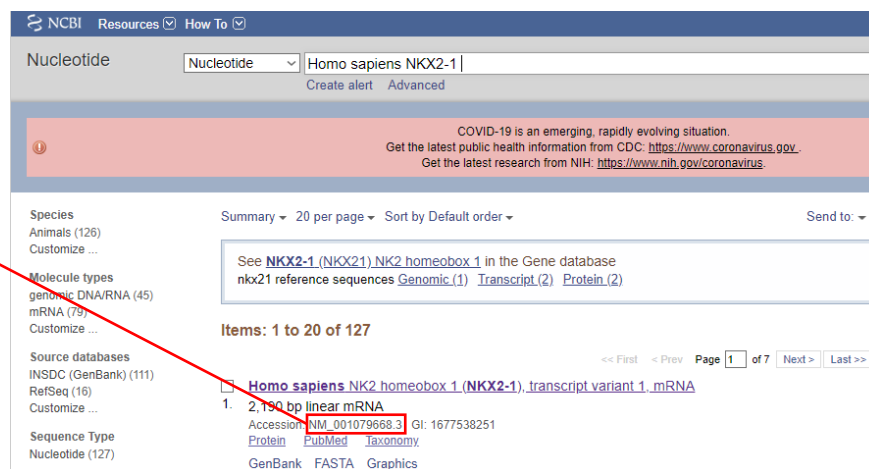 NCBI Resources How To
Nucleotide Nucleotide Homo sapiens NKX2-1
Create alert Advanced
COVID-19 is an emerging, rapidly evolving situation.
Get the latest public health information from CDC: https://www.coronavirus.gov .
Get the latest research from NIH: https://www.nih.gov/coronavirus.
Species
Animals (126)
Customize ...
Molecule types
genomic DNA/RNA (45)
mRNA (79)
Customize ...
Source databases
INSDC (GenBank) (111)
RefSeq (16)
Customize ...
Sequence Type
Nucleotide (127)
Summary 20 per page Sort by Default order Send to:
See NKX2-1 (NKX21) NK2 homeobox 1 in the Gene database
nkx21 reference sequences Genomic (1) Transcript (2) Protein (2)
Items: 1 to 20 of 127
<< First < Prev Page 1 of 7 Next > Last >>
Homo sapiens NK2 homeobox 1 (NKX2-1), transcript variant 1, mRNA
1. 2,190 bp linear mRNA
Accession: NM_001079668.3 GI: 1677538251
Protein PubMed Taxonomy
GenBank FASTA Graphics